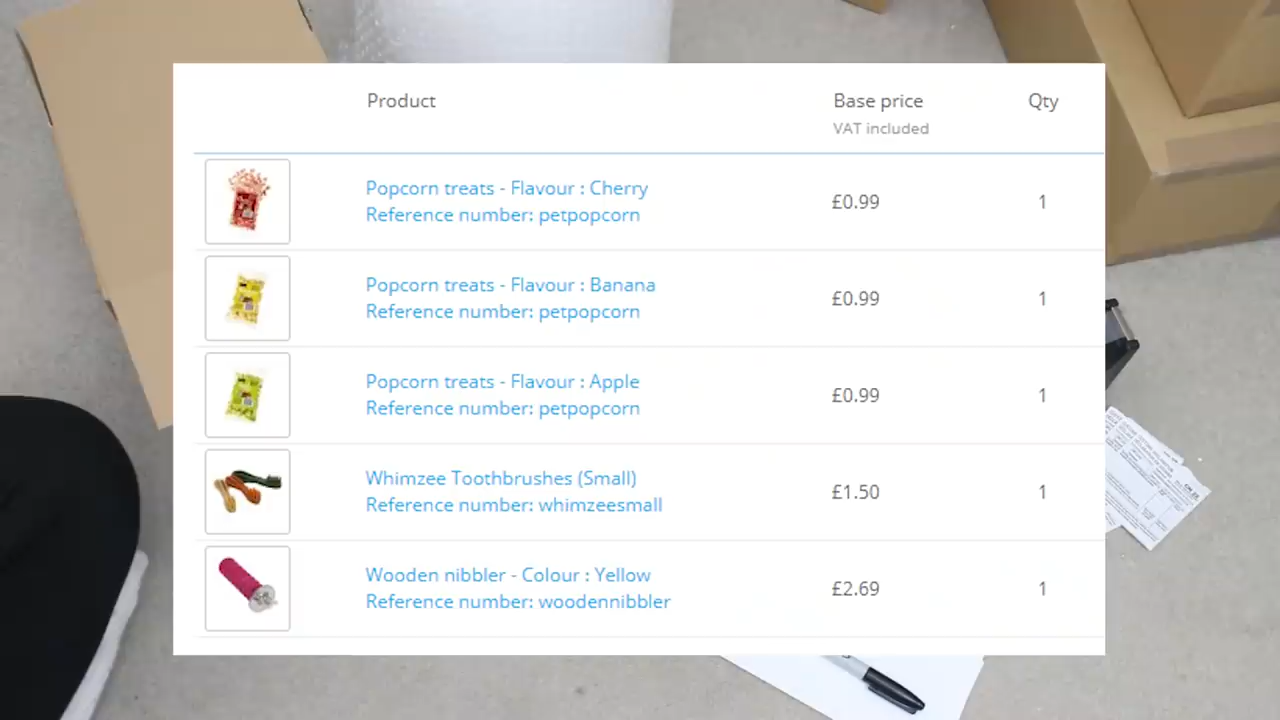 Product
Base price
Qty
VAT included
Popcorn treats - Flavour : Cherry
Reference number: petpopcorn
£0.99
1
Popcorn treats - Flavour : Banana
Reference number: petpopcorn
£0.99
1
Popcorn treats - Flavour : Apple
Reference number: petpopcorn
£0.99
1
Whimzee Toothbrushes (Small)
Reference number: whimzeesmall
£1.50
1
Wooden nibbler - Colour : Yellow
Reference number: woodennibbler
£2.69
1